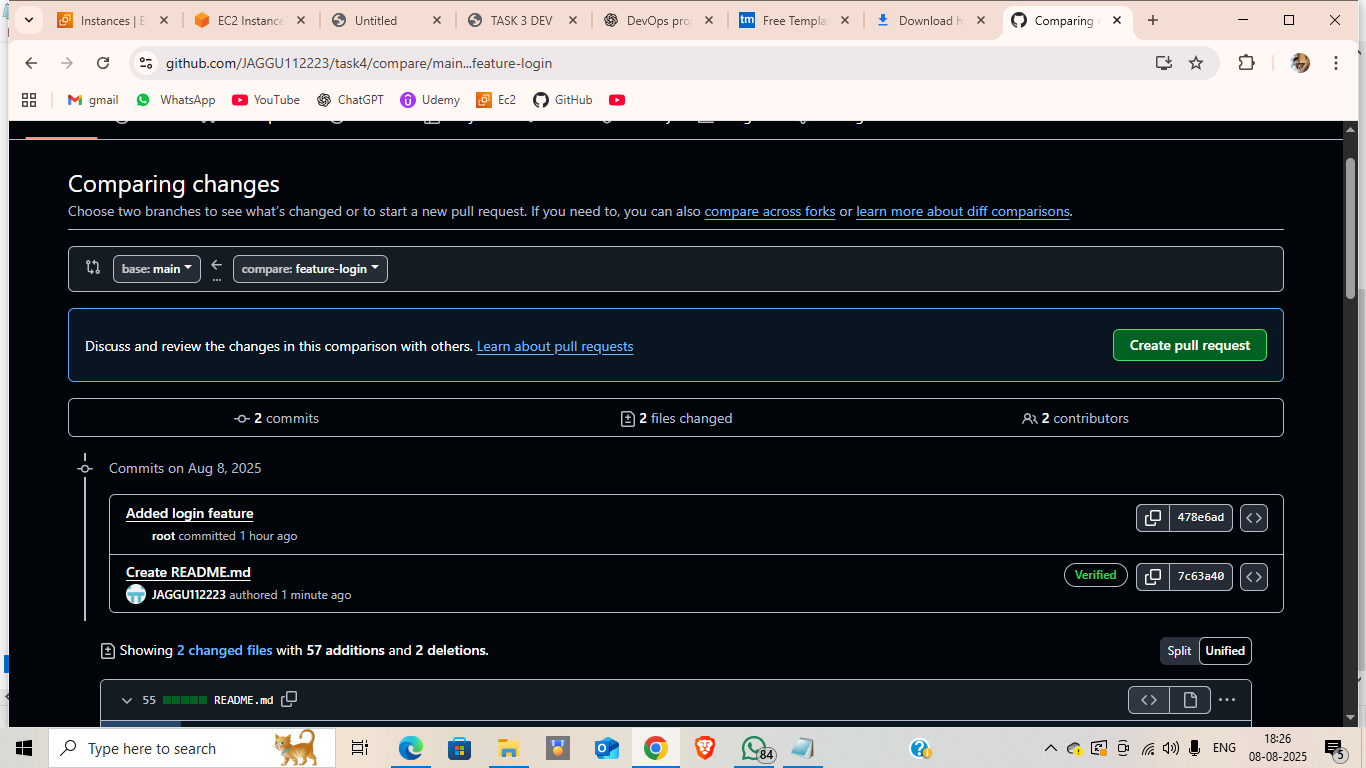 Instances | E
EC2 Instance
Untitled
TASK 3 DEV
DevOps pro
Free Templa
Download h
Comparing
github.com/JAGGU112223/task4/compare/main...feature-login
gmail
WhatsApp
YouTube
ChatGPT
Udemy
Ec2
GitHub
Comparing changes
Choose two branches to see what's changed or to start a new pull request. If you need to, you can also compare across forks or learn more about diff comparisons.
base: main
...
compare: feature-login
Discuss and review the changes in this comparison with others. Learn about pull requests
Create pull request
2 commits
2 files changed
2 contributors
Commits on Aug 8, 2025
Added login feature
478e6ad
root committed 1 hour ago
Create README.md
Verified
7c63a40
JAGGU112223 authored 1 minute ago
Showing 2 changed files with 57 additions and 2 deletions.
Split
Unified
55
README.md
Type here to search
84
ENG
18:26
08-08-2025
5